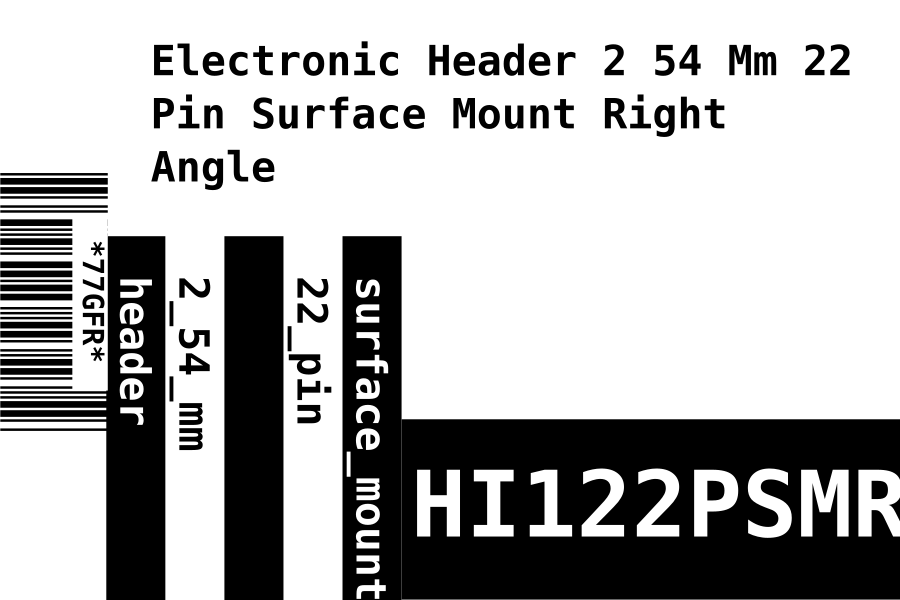 Electronic Header 2 54 Mm 22
Pin Surface Mount Right
Angle
*77GFR*
header
2_54_mm
22_pin
surface_mount
HI122PSMR